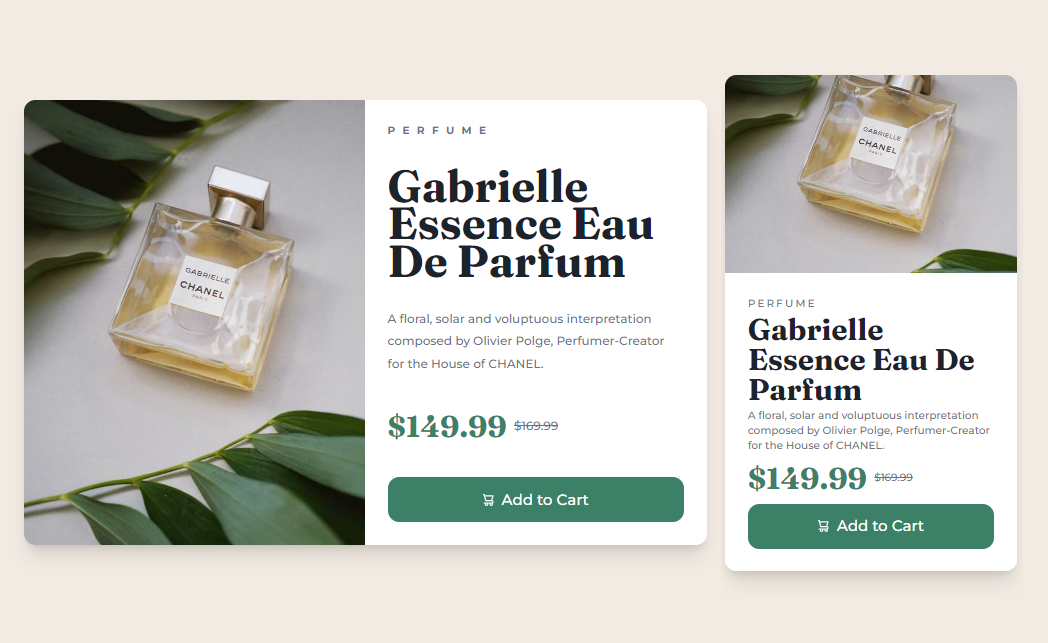 GABRIELLE
CHANEL
PARIS
PERFUME
Gabrielle
Essence Eau
De Parfum
A floral, solar and voluptuous interpretation
composed by Olivier Polge, Perfumer-Creator
for the House of CHANEL.
$149.99 $169.99
Add to Cart
GABRIELLE
CHANEL
PARIS
PERFUME
Gabrielle
Essence Eau De
Parfum
A floral, solar and voluptuous interpretation
composed by Olivier Polge, Perfumer-Creator
for the House of CHANEL.
$149.99 $169.99
Add to Cart